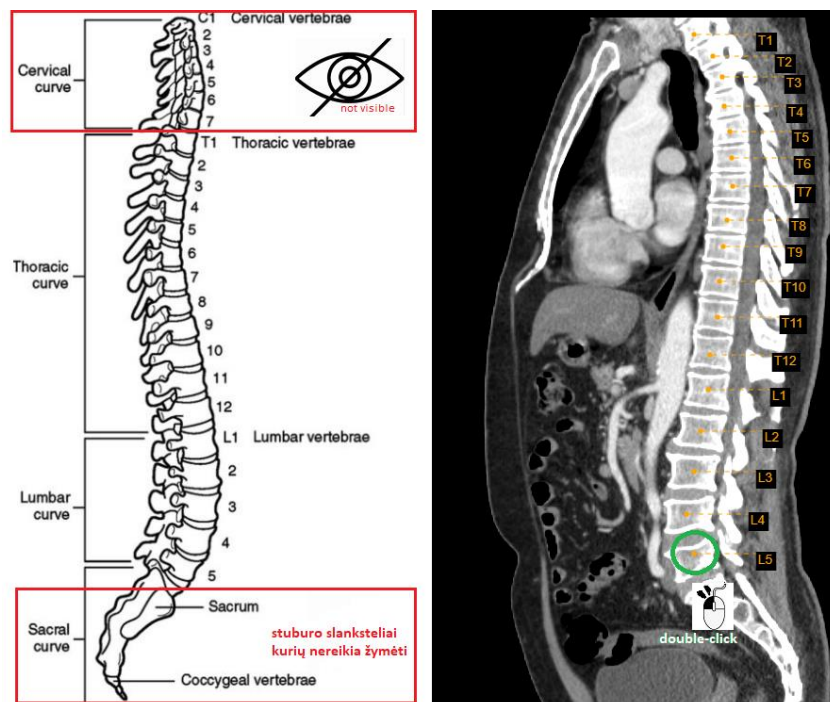 C1 Cervical vertebrae
2
3
4
5
6
7
Cervical
curve
not visible
T1 Thoracic vertebrae
2
3
4
5
6
7
8
9
10
11
12
Thoracic
curve
L1 Lumbar vertebrae
2
3
4
5
Lumbar
curve
Sacrum
Sacral
curve
stuburo slanksteliai
kurių nereikia žymėti
Coccygeal vertebrae
T1
T2
T3
T4
T5
T6
T7
T8
T9
T10
T11
T12
L1
L2
L3
L4
L5
double-click